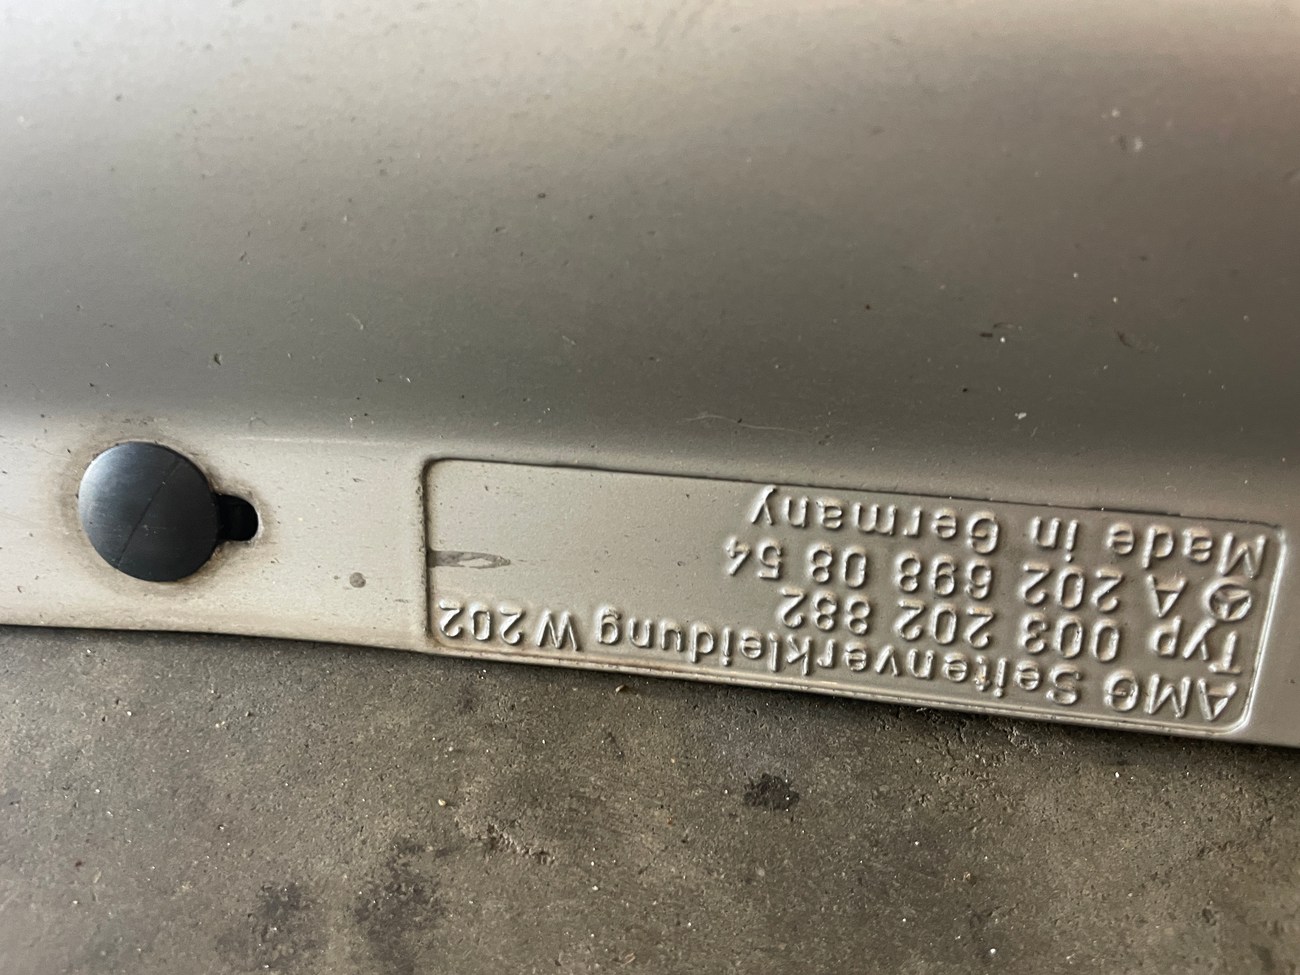 AMG Seitenverkleidung W202
Typ 003 202 882
A 202 698 08 54
Made in Germany